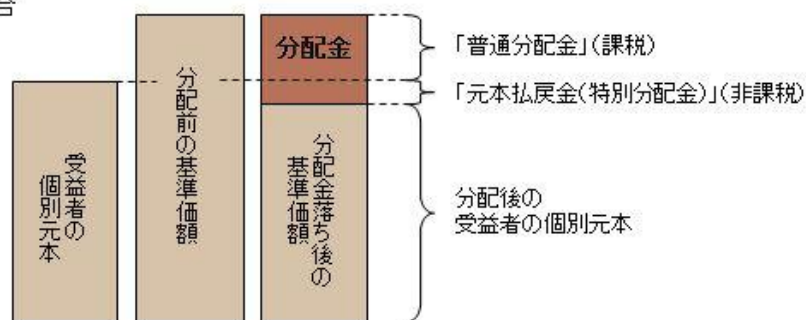 分配金
「普通分配金」(課税)
「元本払戻金(特別分配金)」(非課税)
受益者の
個別元本
分配前の基準価額
分配金落ち後の
基準価額
分配後の
受益者の個別元本